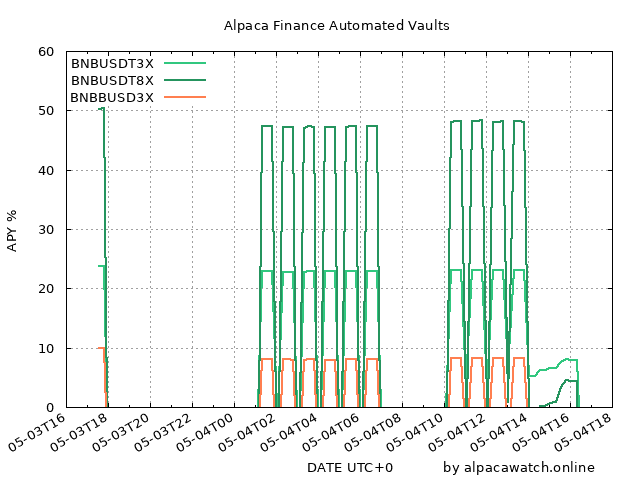 Alpaca Finance Automated Vaults
60
50
40
30
20
10
0
APY %
BNBUSDT3X
BNBUSDT8X
BNBBUSD3X
05-03T16
05-03T18
05-03T20
05-03T22
05-04T00
05-04T02
05-04T04
05-04T06
05-04T08
05-04T10
05-04T12
05-04T14
05-04T16
05-04T18
DATE UTC+0
by alpacawatch.online